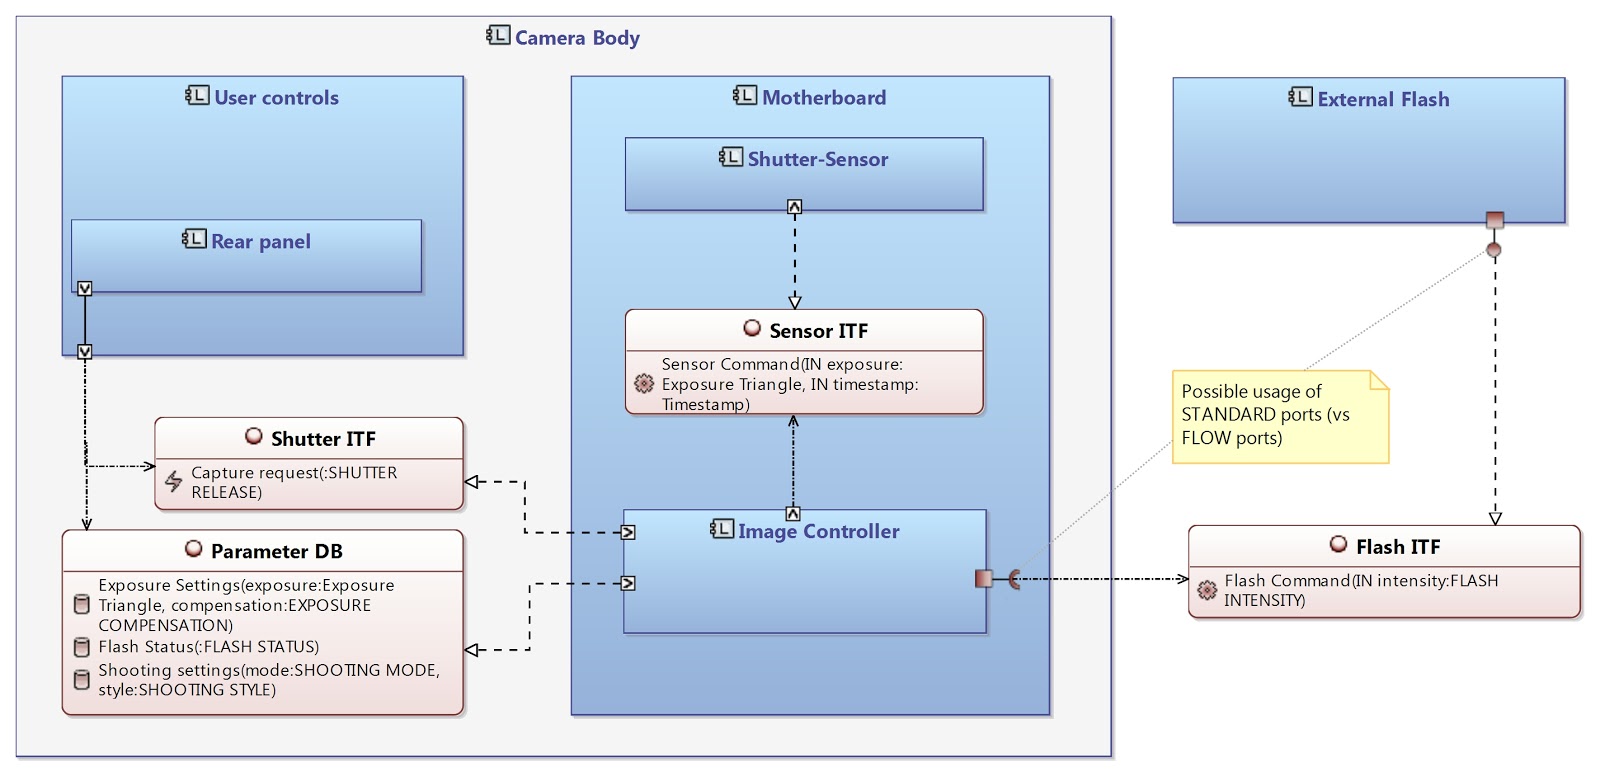 Camera Body
User controls
Rear panel
Shutter ITF
Capture request(:SHUTTER
RELEASE)
Parameter DB
Exposure Settings(exposure:Exposure
Triangle, compensation:EXPOSURE
COMPENSATION)
Flash Status(:FLASH STATUS)
Shooting settings(mode:SHOOTING MODE,
style:SHOOTING STYLE)
Motherboard
Shutter-Sensor
Sensor ITF
Sensor Command(IN exposure:
Exposure Triangle, IN timestamp:
Timestamp)
Image Controller
External Flash
Possible usage of
STANDARD ports (vs
FLOW ports)
Flash ITF
Flash Command(IN intensity:FLASH
INTENSITY)